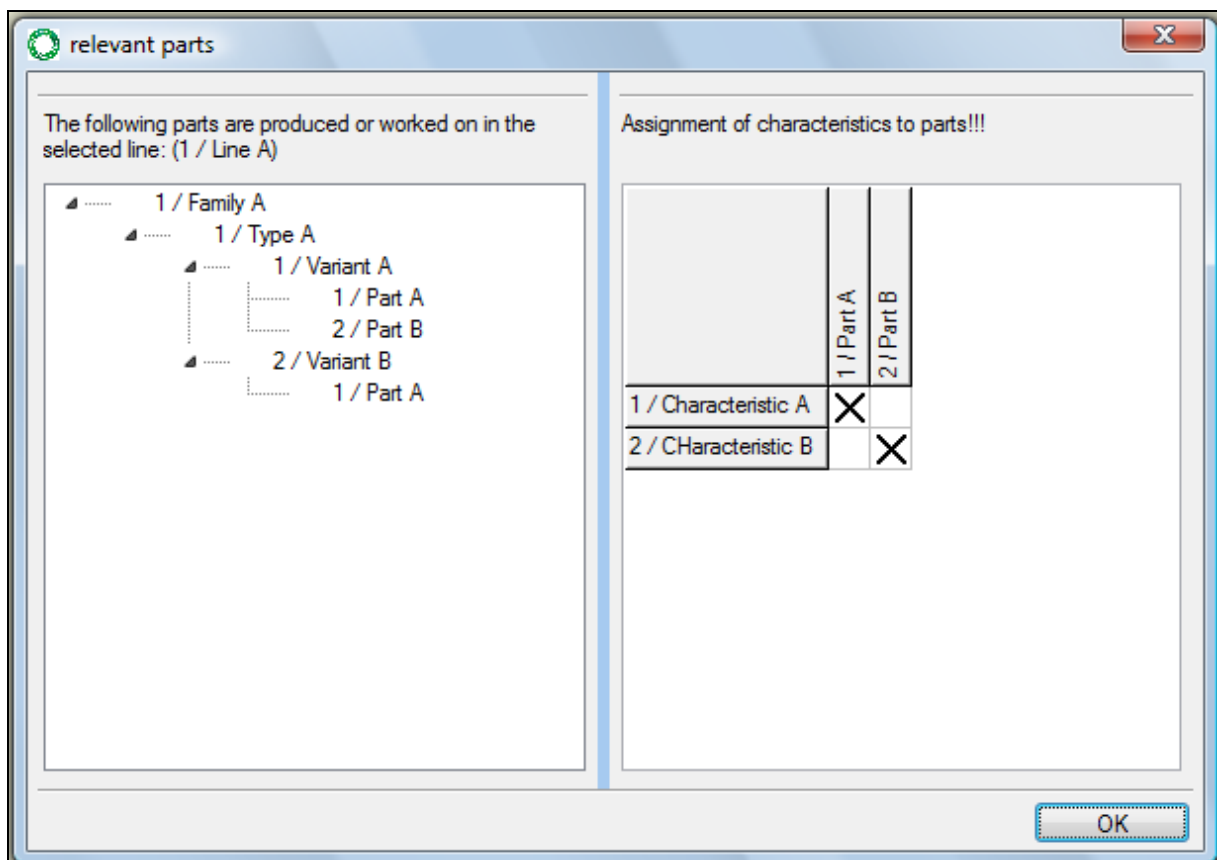 relevant parts
The following parts are produced or worked on in the
selected line: (1 / Line A)
1 / Family A
1 / Type A
1 / Variant A
1 / Part A
2 / Part B
2 / Variant B
1 / Part A
Assignment of characteristics to parts!!!
1 / Part A
2 / Part B
1 / Characteristic A
2 / CHaracteristic B
OK